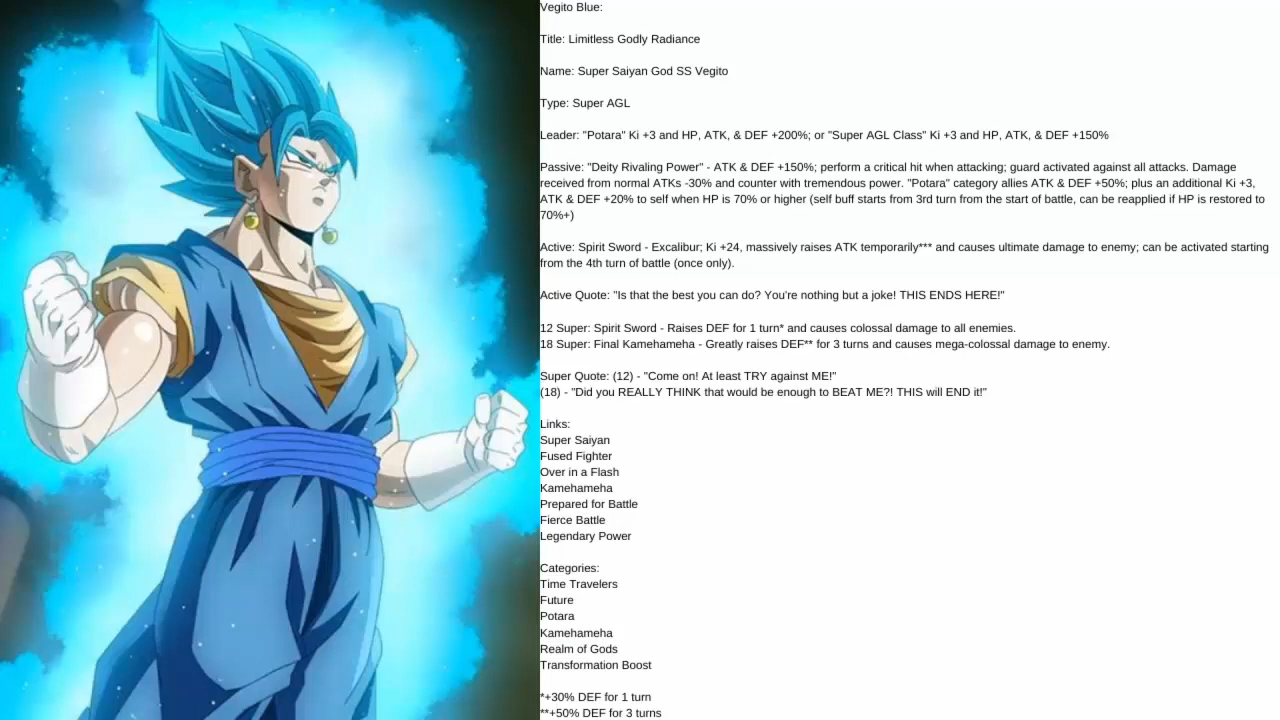 Vegito Blue:
Title: Limitless Godly Radiance
Name: Super Saiyan God SS Vegito
Type: Super AGL
Leader: "Potara" Ki +3 and HP, ATK, & DEF +200%; or "Super AGL Class" Ki +3 and HP, ATK, & DEF +150%
Passive: "Deity Rivaling Power" - ATK & DEF +150%; perform a critical hit when attacking; guard activated against all attacks. Damage
received from normal ATKs -30% and counter with tremendous power. "Potara" category allies ATK & DEF +50%; plus an additional Ki +3,
ATK & DEF +20% to self when HP is 70% or higher (self buff starts from 3rd turn from the start of battle, can be reapplied if HP is restored to
70%+)
Active: Spirit Sword - Excalibur; Ki +24, massively raises ATK temporarily*** and causes ultimate damage to enemy; can be activated starting
from the 4th turn of battle (once only).
Active Quote: "Is that the best you can do? You're nothing but a joke! THIS ENDS HERE!"
12 Super: Spirit Sword - Raises DEF for 1 turn* and causes colossal damage to all enemies.
18 Super: Final Kamehameha - Greatly raises DEF** for 3 turns and causes mega-colossal damage to enemy.
Super Quote: (12) - "Come on! At least TRY against ME!"
(18) - "Did you REALLY THINK that would be enough to BEAT ME?! THIS will END it!"
Links:
Super Saiyan
Fused Fighter
Over in a Flash
Kamehameha
Prepared for Battle
Fierce Battle
Legendary Power
Categories:
Time Travelers
Future
Potara
Kamehameha
Realm of Gods
Transformation Boost
*+30% DEF for 1 turn
**+50% DEF for 3 turns